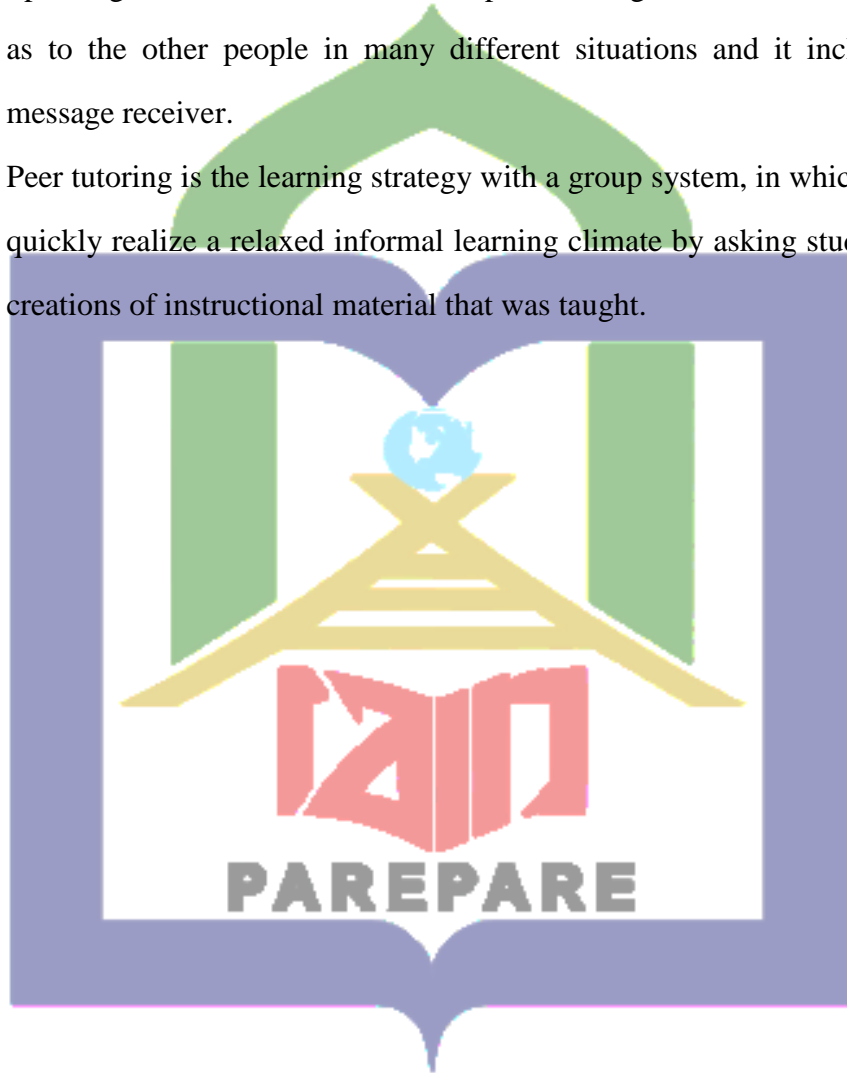 as to the other people in many different situations and it incl
message receiver.
Peer tutoring is the learning strategy with a group system, in whic
quickly realize a relaxed informal learning climate by asking stu
creations of instructional material that was taught.
iain
PAREPARE